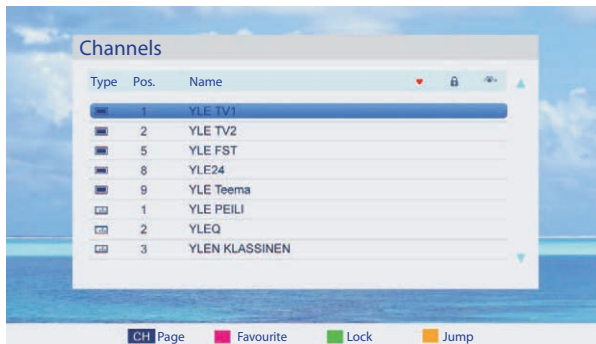 Channels
Type Pos. Name
1 YLE TV1
2 YLE TV2
5 YLE FST
8 YLE24
9 YLE Teema
1 YLE PEILI
2 YLEQ
3 YLEN KLASSINEN
CH Page Favourite Lock Jump